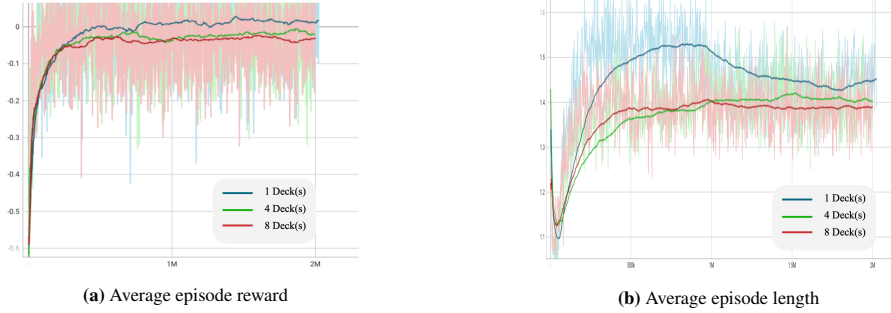 0
-0.1
-0.2
-0.3
-0.4
-0.5
-0.6
1M
2M
1 Deck(s)
4 Deck(s)
8 Deck(s)
(a) Average episode reward
15
14
13
12
1 Deck(s)
4 Deck(s)
8 Deck(s)
500k
1M
(b) Average episode length